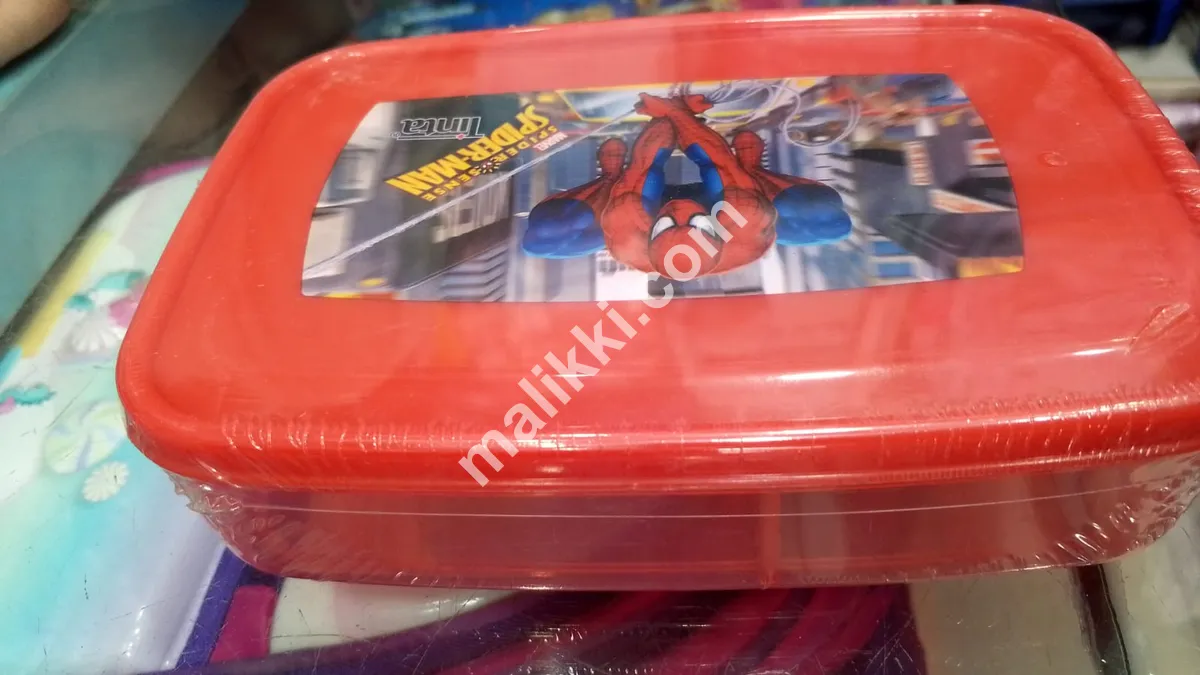 MARVEL
SPIDER-SENSE
SPIDER-MAN
Tinta
malikki.com